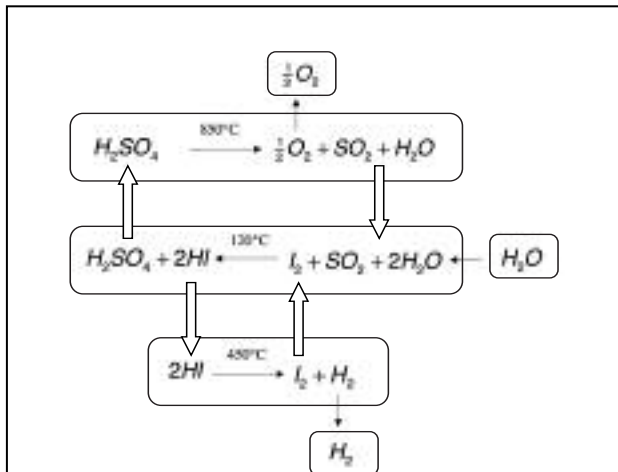 ½O₂
850°C
H₂SO₄ → ½O₂ + SO₂ + H₂O
120°C
H₂SO₄ + 2HI ← I₂ + SO₂ + 2H₂O ← H₂O
450°C
2HI → I₂ + H₂
H₂